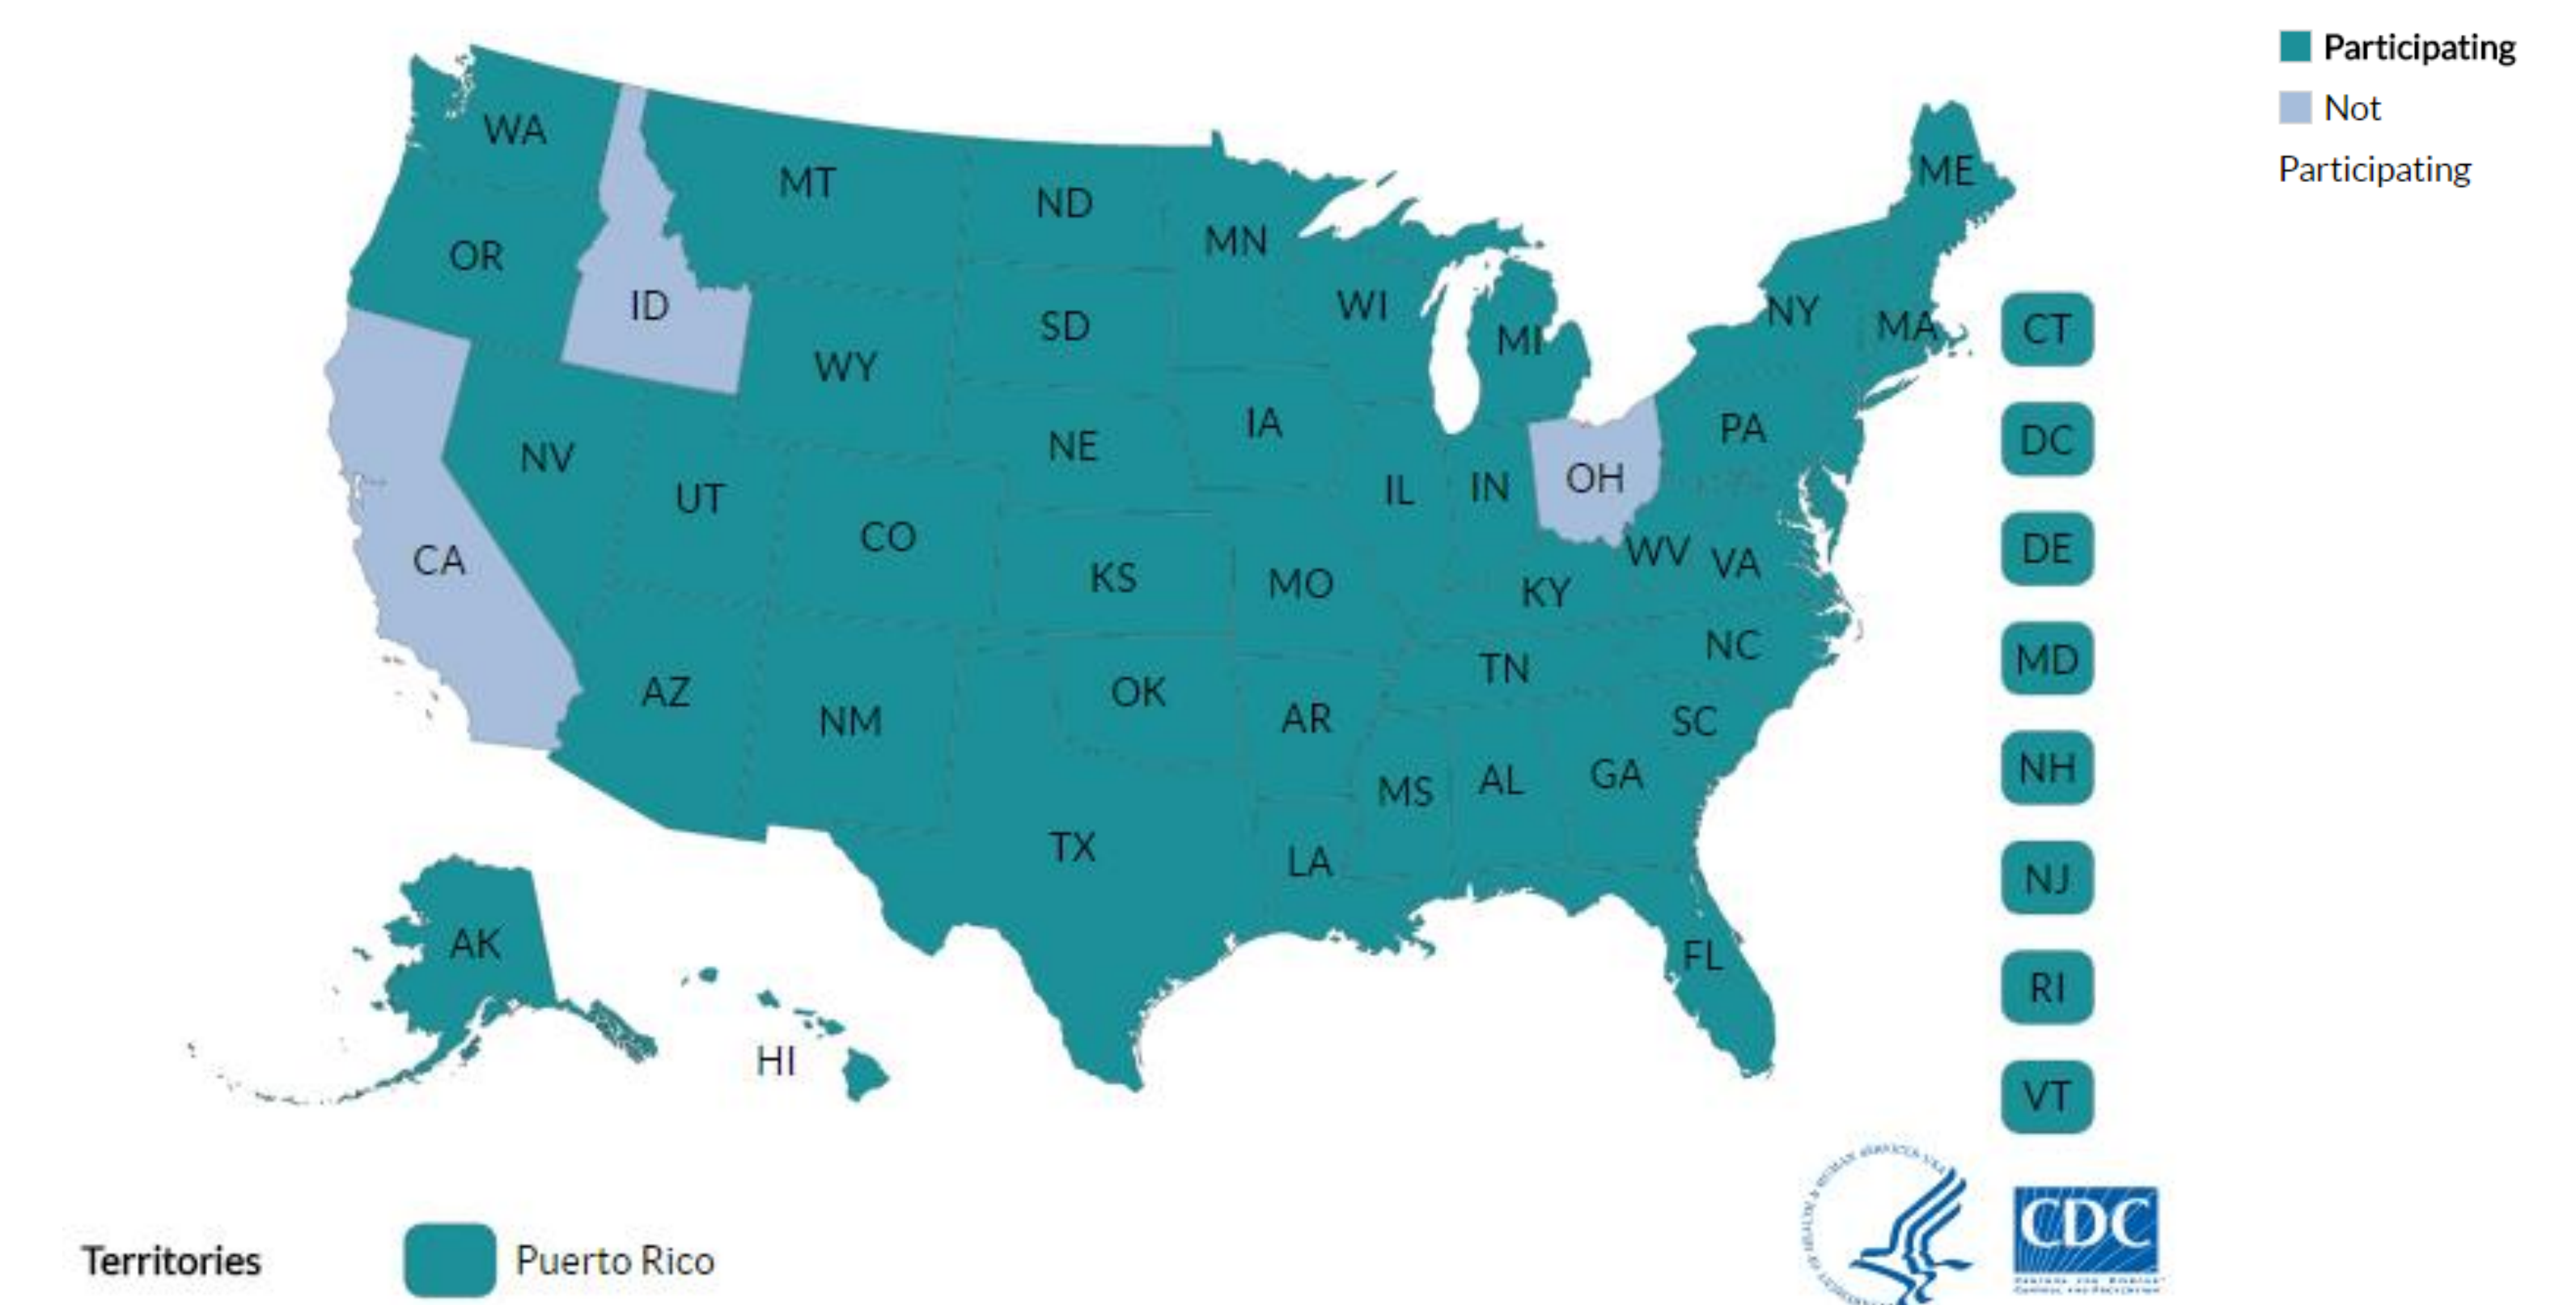 Participating
Not
Participating
WA
MT
ND
MN
ME
OR
ID
SD
WI
MI
NY
MA
CT
WY
NV
NE
IA
PA
DC
UT
CO
IL
IN
OH
WV
VA
DE
CA
KS
MO
KY
NC
MD
AZ
NM
OK
AR
TN
SC
NH
TX
MS
AL
GA
LA
NJ
AK
FL
RI
HI
VT
Territories
Puerto Rico
CDC